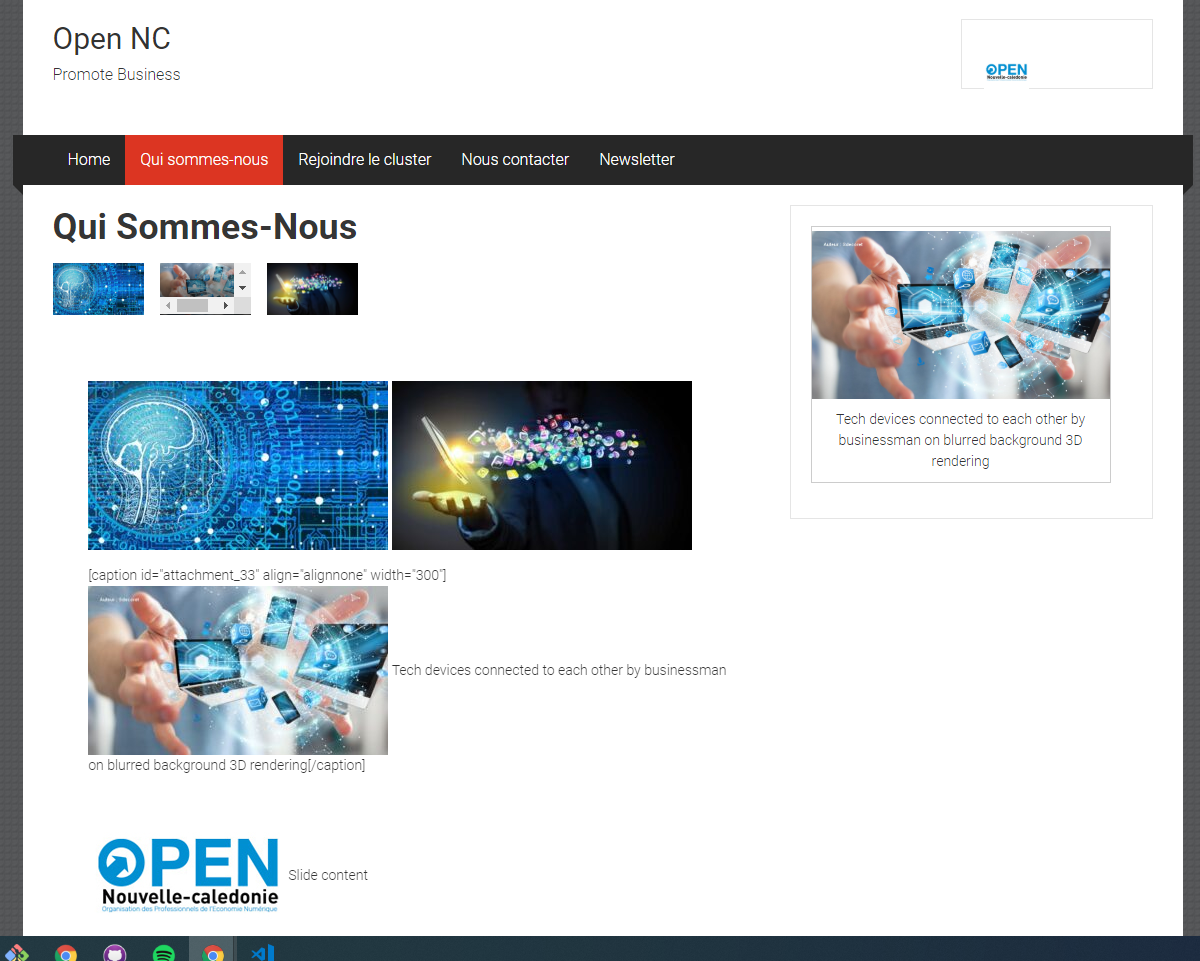 Open NC
Promote Business
OPEN
Nouvelle-caledonie
Home
Qui sommes-nous
Rejoindre le cluster
Nous contacter
Newsletter
Qui Sommes-Nous
[caption id="attachment_33" align="alignnone" width="300"]
Tech devices connected to each other by businessman
on blurred background 3D rendering[/caption]
OPEN
Nouvelle-caledonie
Organisation des Professionnels de l'Economie Numérique
Slide content
Tech devices connected to each other by
businessman on blurred background 3D
rendering